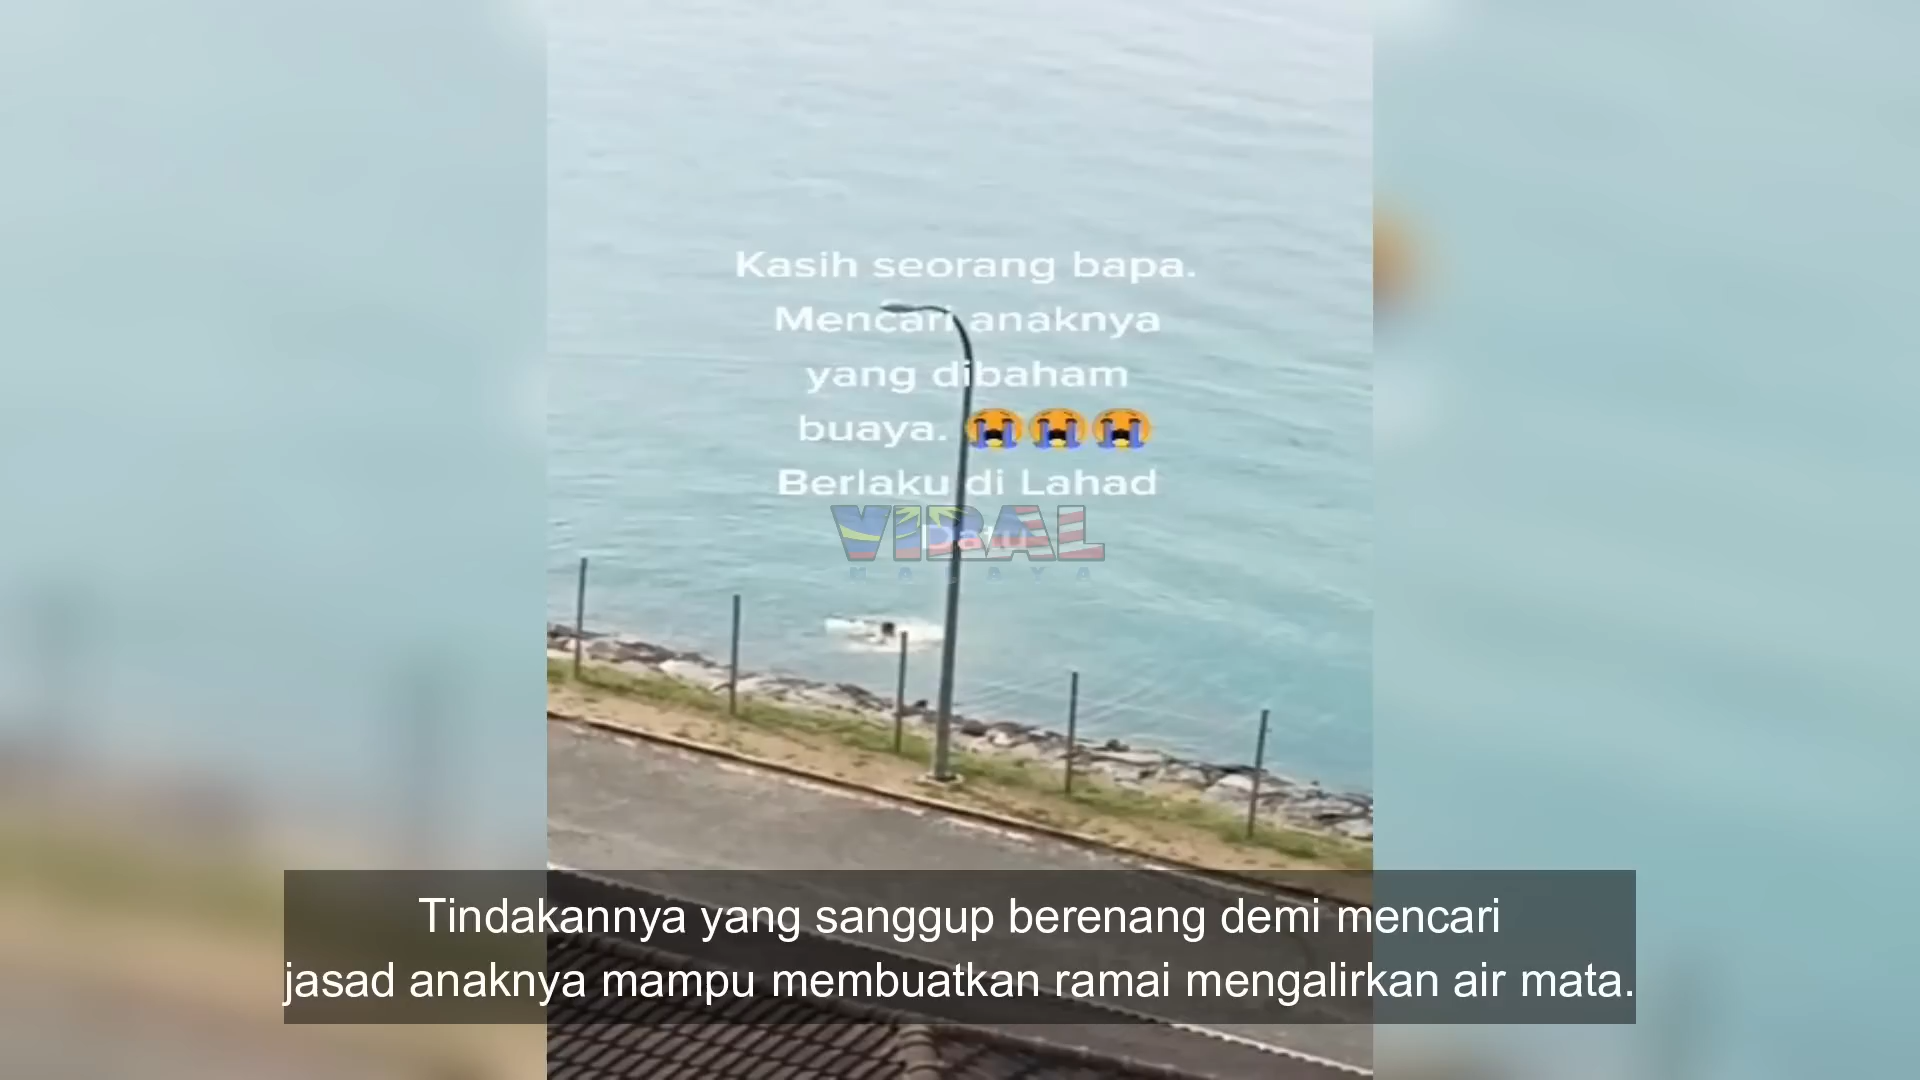 Kasih seorang bapa.
Mencari anaknya
yang dibaham
buaya. 😭😭😭
Berlaku di Lahad
Datu
VIRAL
MALAYA
Tindakannya yang sanggup berenang demi mencari
jasad anaknya mampu membuatkan ramai mengalirkan air mata.